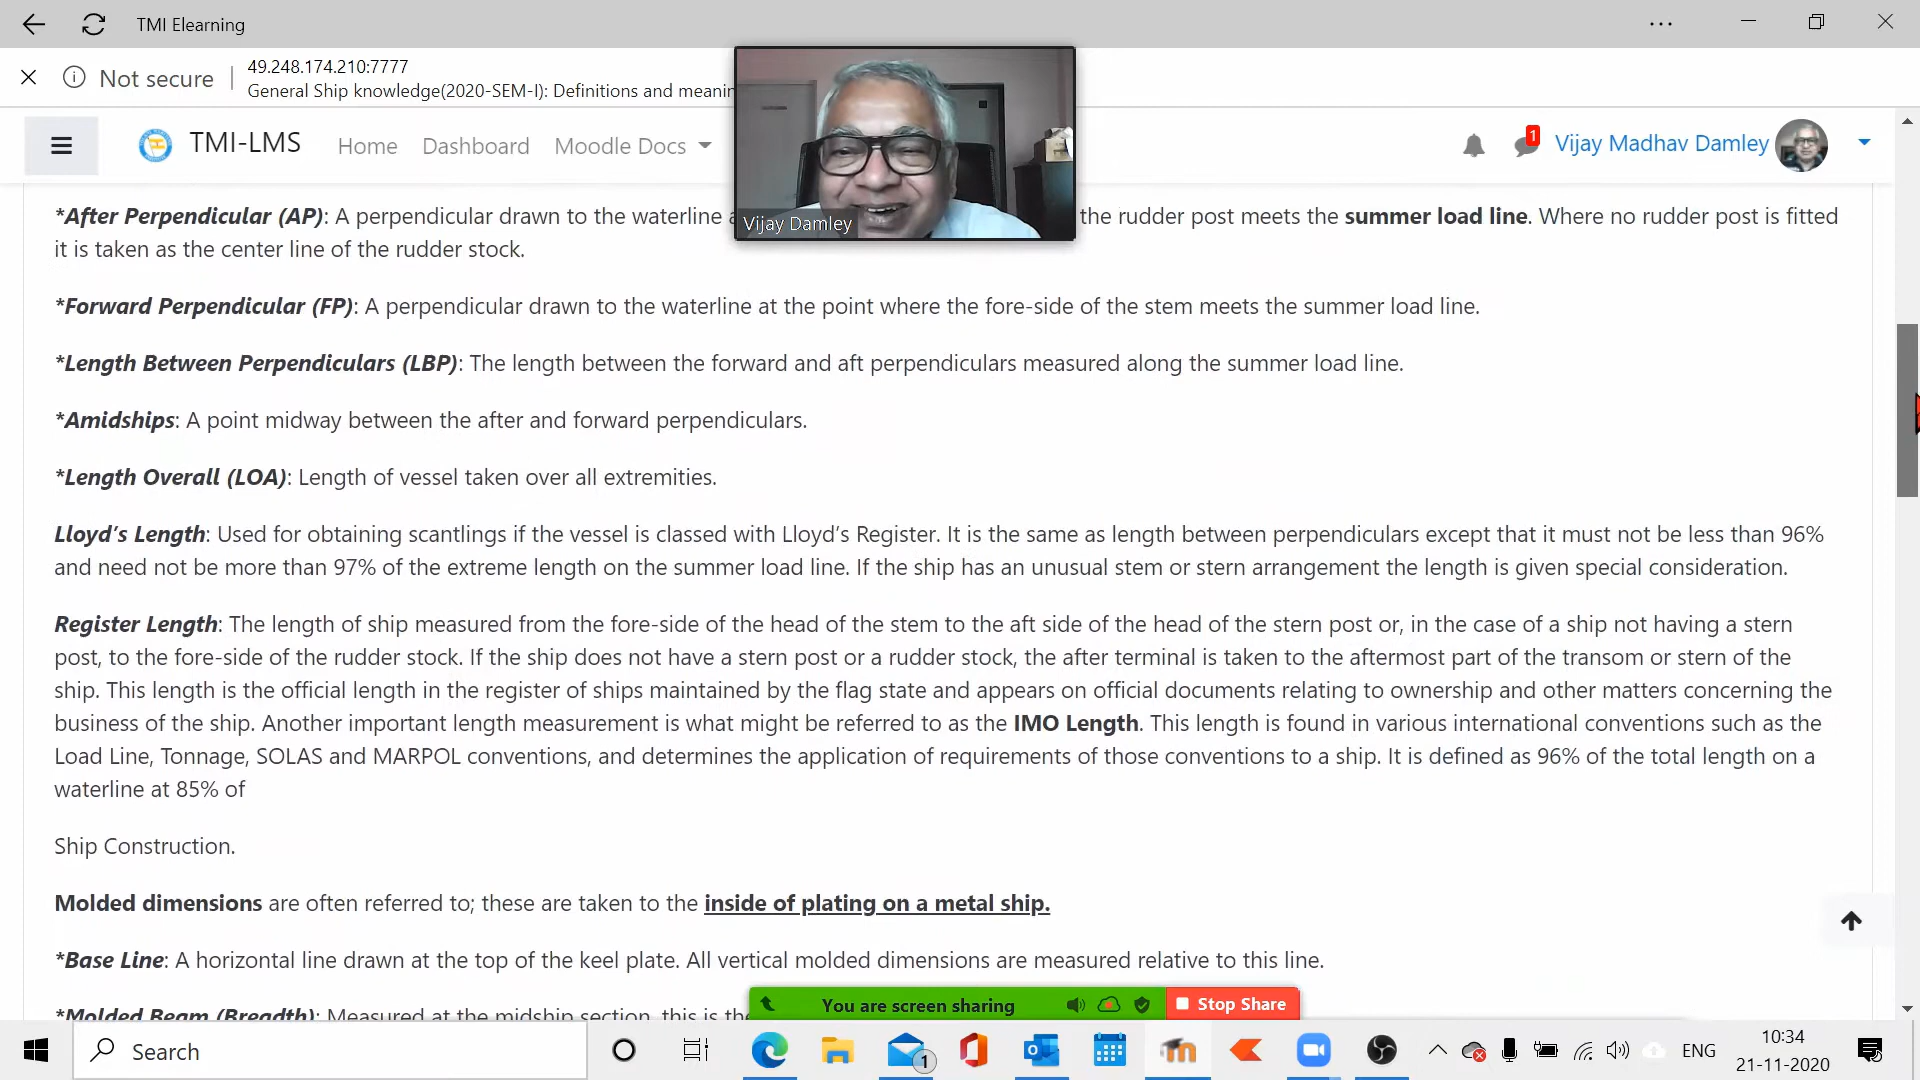 TMI Elearning
Not secure
49.248.174.210:7777
General Ship knowledge(2020-SEM-I): Definitions and
TMI-LMS Home Dashboard Moodle Docs
1
Vijay Madhav Damley
Vijay Damley
*After Perpendicular (AP): A perpendicular drawn to the waterline the rudder post meets the summer load line. Where no rudder post is fitted
it is taken as the center line of the rudder stock.
*Forward Perpendicular (FP): A perpendicular drawn to the waterline at the point where the fore-side of the stem meets the summer load line.
*Length Between Perpendiculars (LBP): The length between the forward and aft perpendiculars measured along the summer load line.
*Amidships: A point midway between the after and forward perpendiculars.
*Length Overall (LOA): Length of vessel taken over all extremities.
Lloyd’s Length: Used for obtaining scantlings if the vessel is classed with Lloyd’s Register. It is the same as length between perpendiculars except that it must not be less than 96%
and need not be more than 97% of the extreme length on the summer load line. If the ship has an unusual stem or stern arrangement the length is given special consideration.
Register Length: The length of ship measured from the fore-side of the head of the stem to the aft side of the head of the stern post or, in the case of a ship not having a stern
post, to the fore-side of the rudder stock. If the ship does not have a stern post or a rudder stock, the after terminal is taken to the aftermost part of the transom or stern of the
ship. This length is the official length in the register of ships maintained by the flag state and appears on official documents relating to ownership and other matters concerning the
business of the ship. Another important length measurement is what might be referred to as the IMO Length. This length is found in various international conventions such as the
Load Line, Tonnage, SOLAS and MARPOL conventions, and determines the application of requirements of those conventions to a ship. It is defined as 96% of the total length on a
waterline at 85% of
Ship Construction.
Molded dimensions are often referred to; these are taken to the inside of plating on a metal ship.
*Base Line: A horizontal line drawn at the top of the keel plate. All vertical molded dimensions are measured relative to this line.
*Molded Beam (Breadth): Measured at the midship section, this is the
You are screen sharing
Stop Share
Search
1
ENG
10:34
21-11-2020